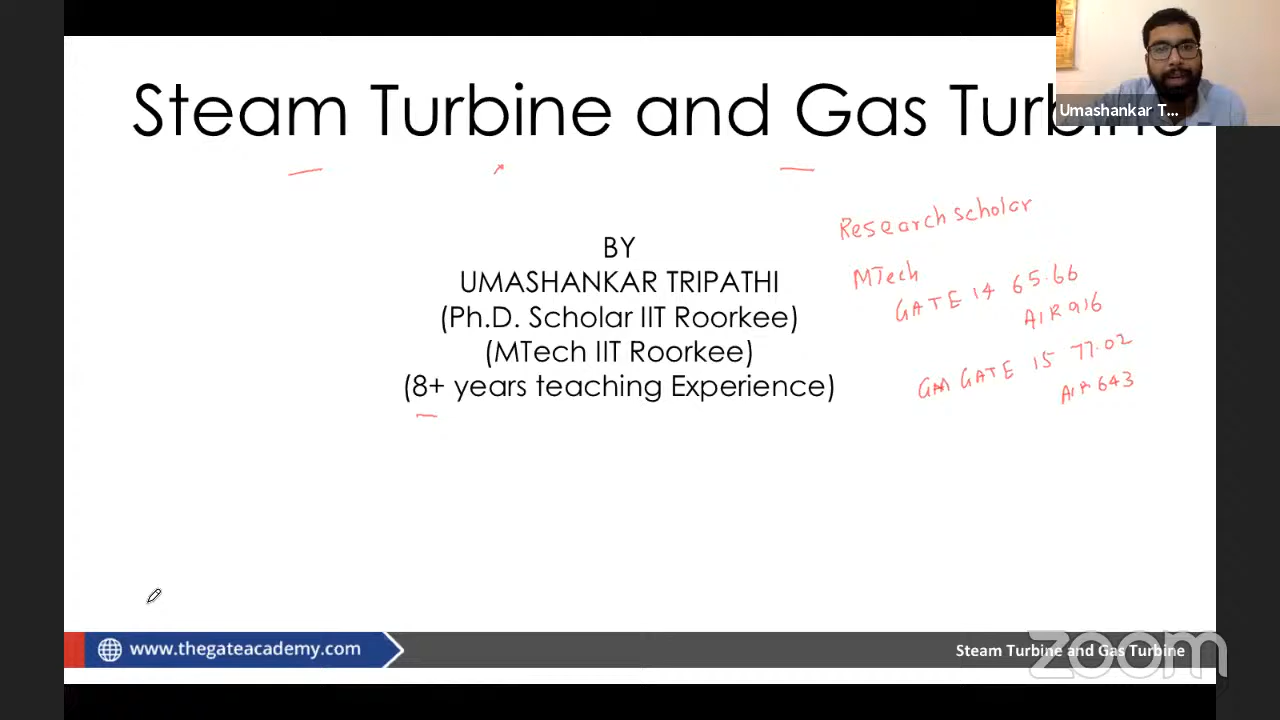 Steam Turbine and Gas Turbine
Umashankar T...
BY
UMASHANKAR TRIPATHI
(Ph.D. Scholar IIT Roorkee)
(MTech IIT Roorkee)
(8+ years teaching Experience)
Research scholar
MTech
GATE 14 65.66
AIR 916
GATE 15 77.02
AIR 643
www.thegateacademy.com
Steam Turbine and Gas Turbine
zoom